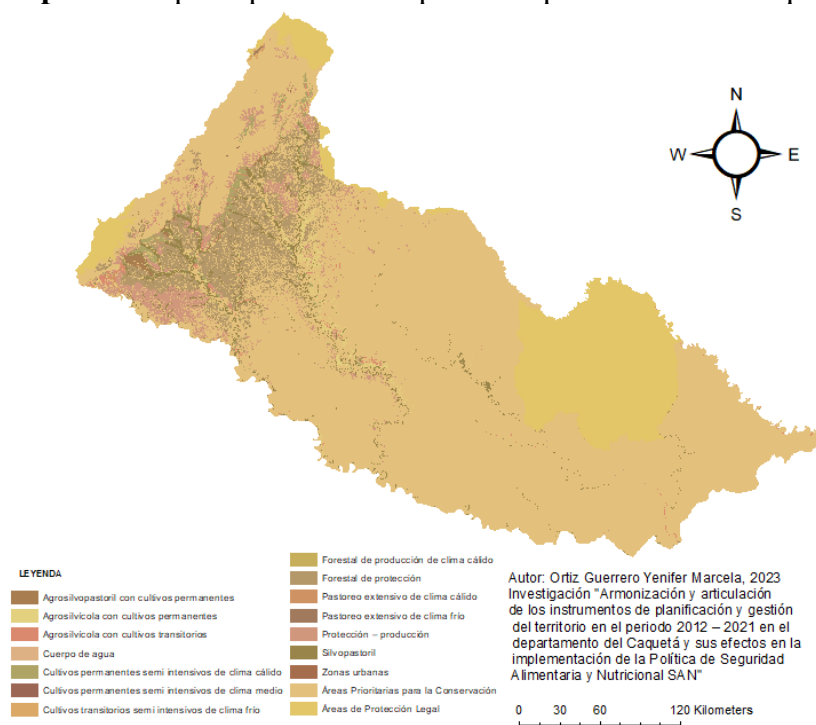 N
W E
S
LEYENDA
Agrosilvopastoril con cultivos permanentes
Agrosilvícola con cultivos permanentes
Agrosilvícola con cultivos transitorios
Cuerpo de agua
Cultivos permanentes semi intensivos de clima cálido
Cultivos permanentes semi intensivos de clima medio
Cultivos transitorios semi intensivos de clima frío
Forestal de producción de clima cálido
Forestal de protección
Pastoreo extensivo de clima cálido
Pastoreo extensivo de clima frío
Protección – producción
Silvopastoril
Zonas urbanas
Áreas Prioritarias para la Conservación
Áreas de Protección Legal
Autor: Ortiz Guerrero Yenifer Marcela, 2023
Investigación "Armonización y articulación
de los instrumentos de planificación y gestión
del territorio en el periodo 2012 – 2021 en el
departamento del Caquetá y sus efectos en la
implementación de la Política de Seguridad
Alimentaria y Nutricional SAN"
0 30 60 120 Kilometers